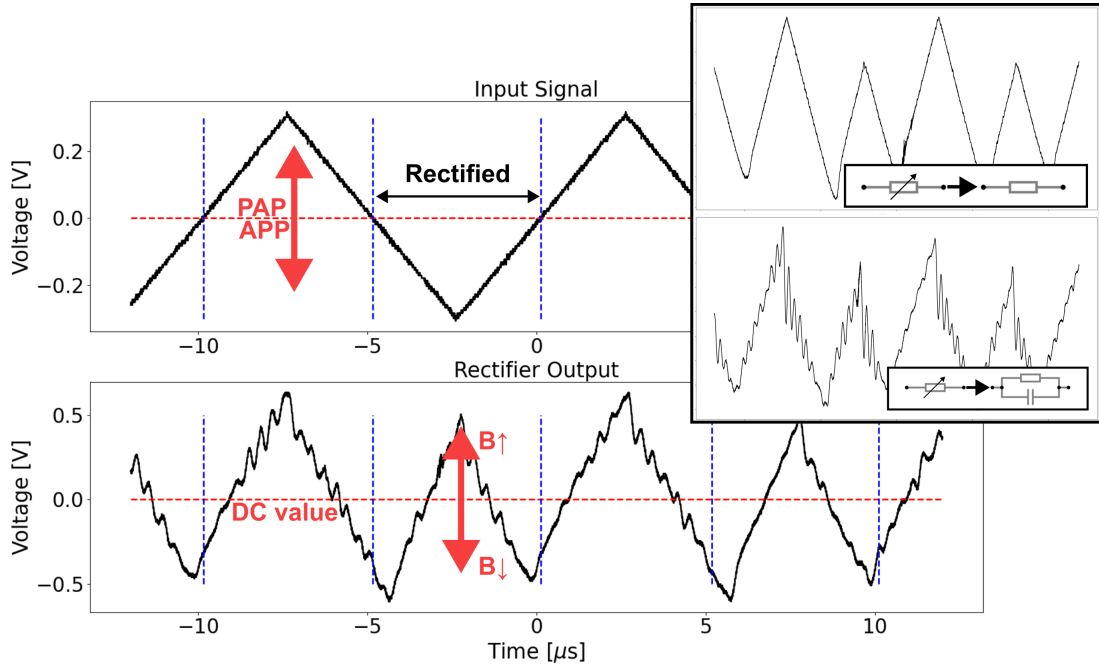 Input Signal
Voltage [V]
0.2
0.0
−0.2
Rectified
PAP
APP
−10
−5
0
Rectifier Output
Voltage [V]
0.5
0.0
−0.5
B↑
DC value
B↓
−10
−5
0
5
10
Time [μs]